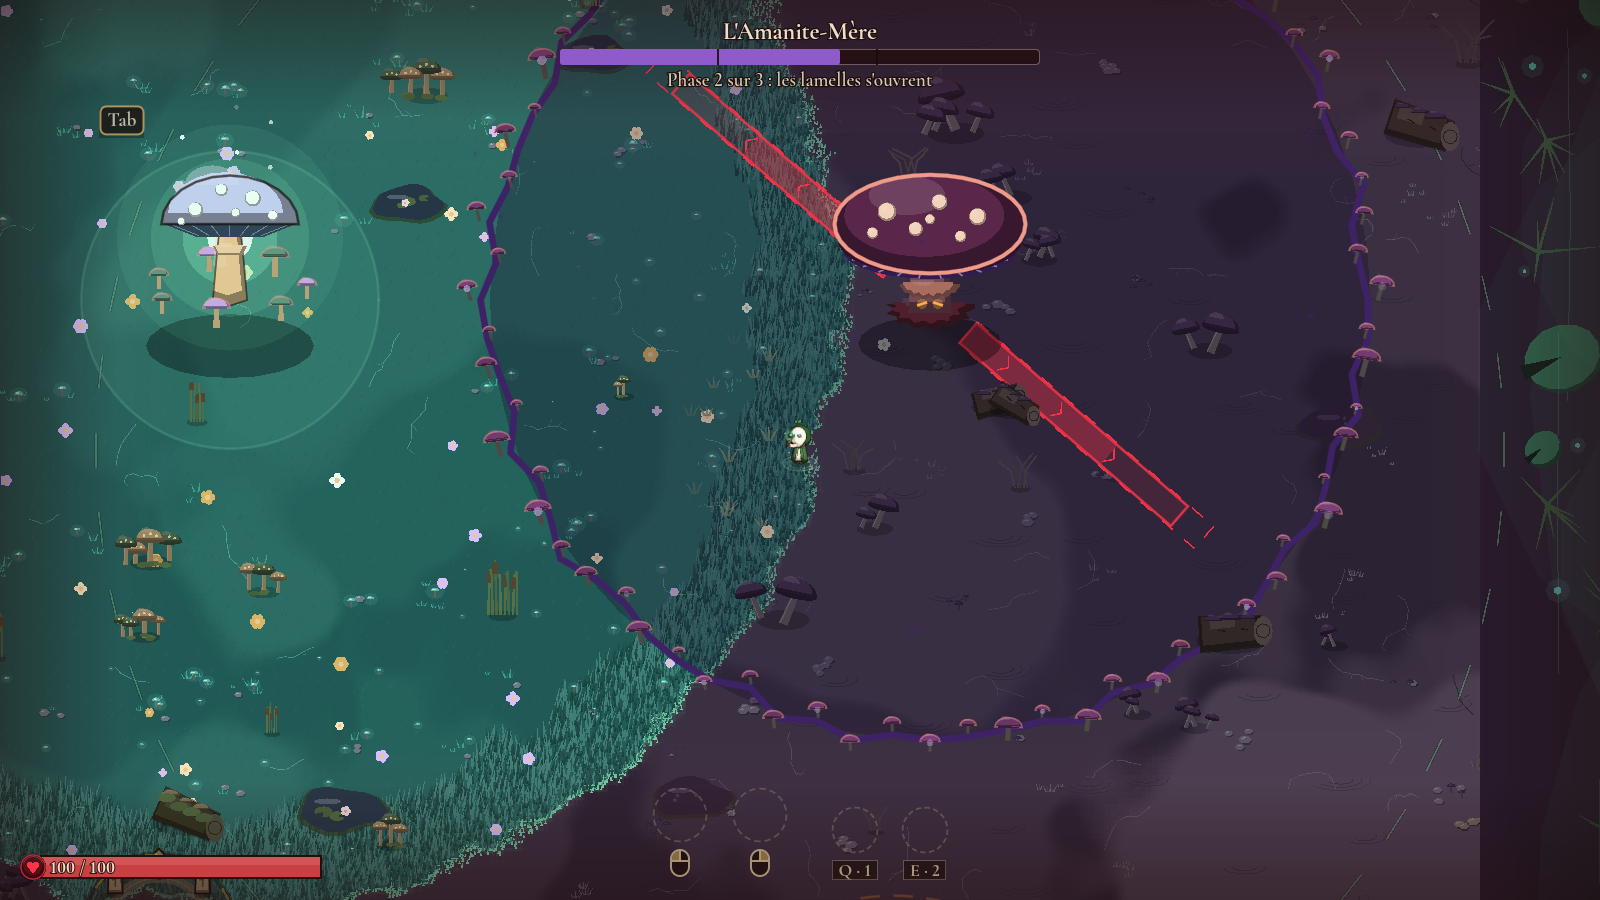 L'Amanite-Mère
Phase 2 sur 3 : les lamelles s'ouvrent
Tab
100 / 100
Q · 1
E · 2